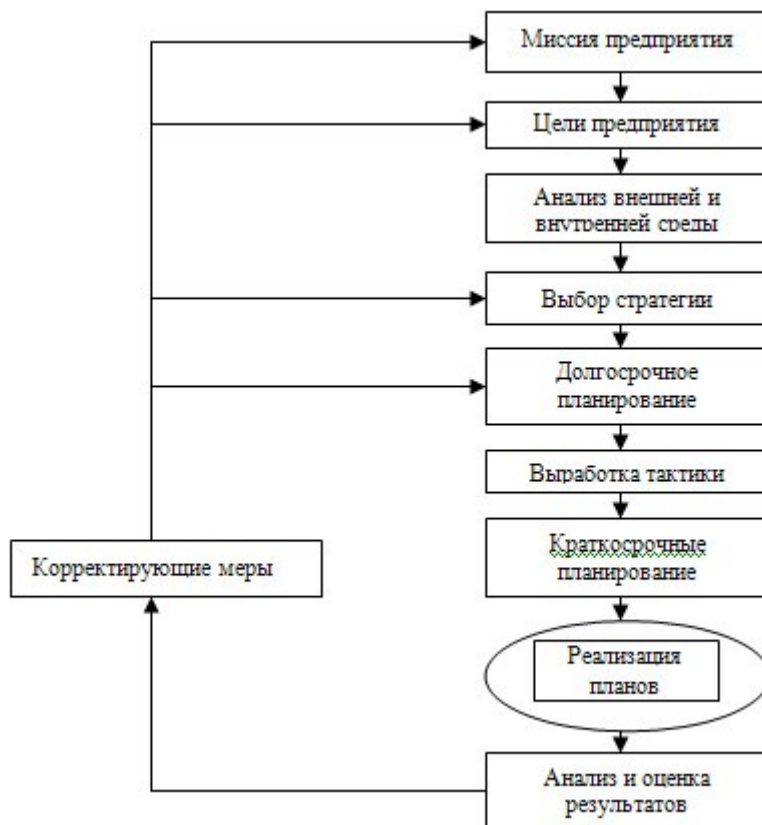 Миссия предприятия
Цели предприятия
Анализ внешней и
внутренней среды
Выбор стратегии
Долгосрочное
планирование
Выработка тактики
Краткосрочные
планирование
Корректирующие меры
Реализация
планов
Анализ и оценка
результатов